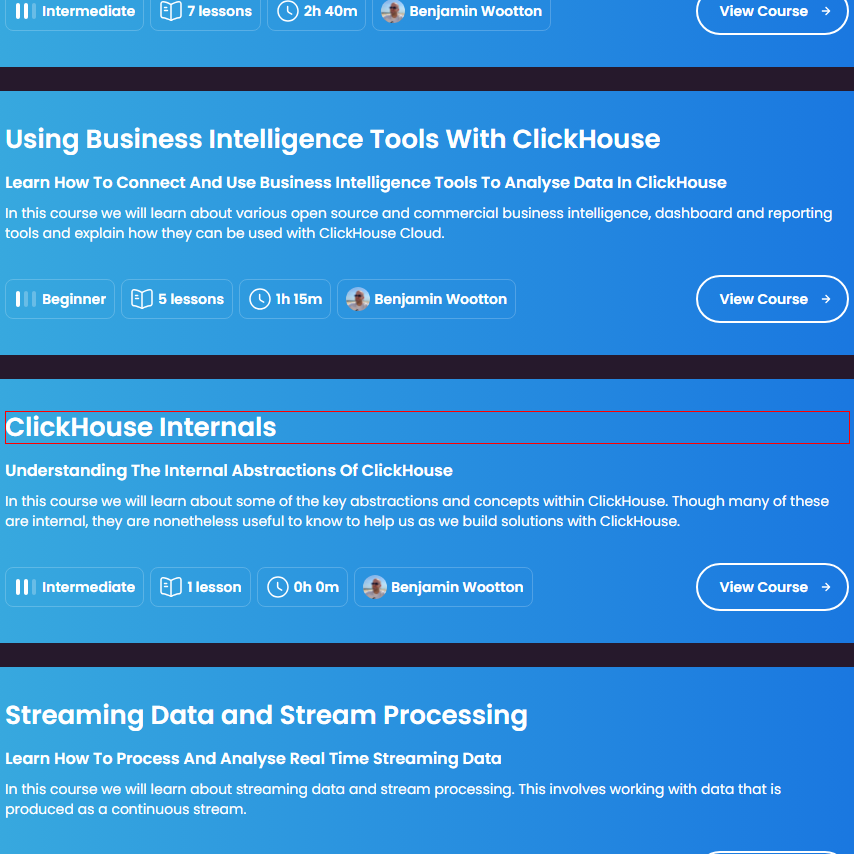 Intermediate 7 lessons 2h 40m Benjamin Wootton View Course
Using Business Intelligence Tools With ClickHouse
Learn How To Connect And Use Business Intelligence Tools To Analyse Data In ClickHouse
In this course we will learn about various open source and commercial business intelligence, dashboard and reporting
tools and explain how they can be used with ClickHouse Cloud.
Beginner 5 lessons 1h 15m Benjamin Wootton View Course
ClickHouse Internals
Understanding The Internal Abstractions Of ClickHouse
In this course we will learn about some of the key abstractions and concepts within ClickHouse. Though many of these
are internal, they are nonetheless useful to know to help us as we build solutions with ClickHouse.
Intermediate 1 lesson 0h 0m Benjamin Wootton View Course
Streaming Data and Stream Processing
Learn How To Process And Analyse Real Time Streaming Data
In this course we will learn about streaming data and stream processing. This involves working with data that is
produced as a continuous stream.